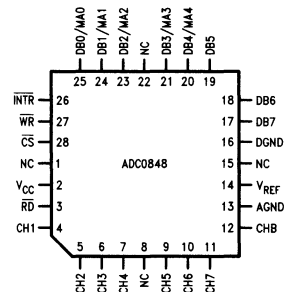 DB0/MA0 DB1/MA1 DB2/MA2 NC DB3/MA3 DB4/MA4 DB5
25 24 23 22 21 20 19
INTR 26 18 DB6
WR 27 17 DB7
CS 28 16 DGND
NC 1 ADC0848 15 NC
VCC 2 14 VREF
RD 3 13 AGND
CH1 4 12 CHB
5 6 7 8 9 10 11
CH2 CH3 CH4 NC CH5 CH6 CH7